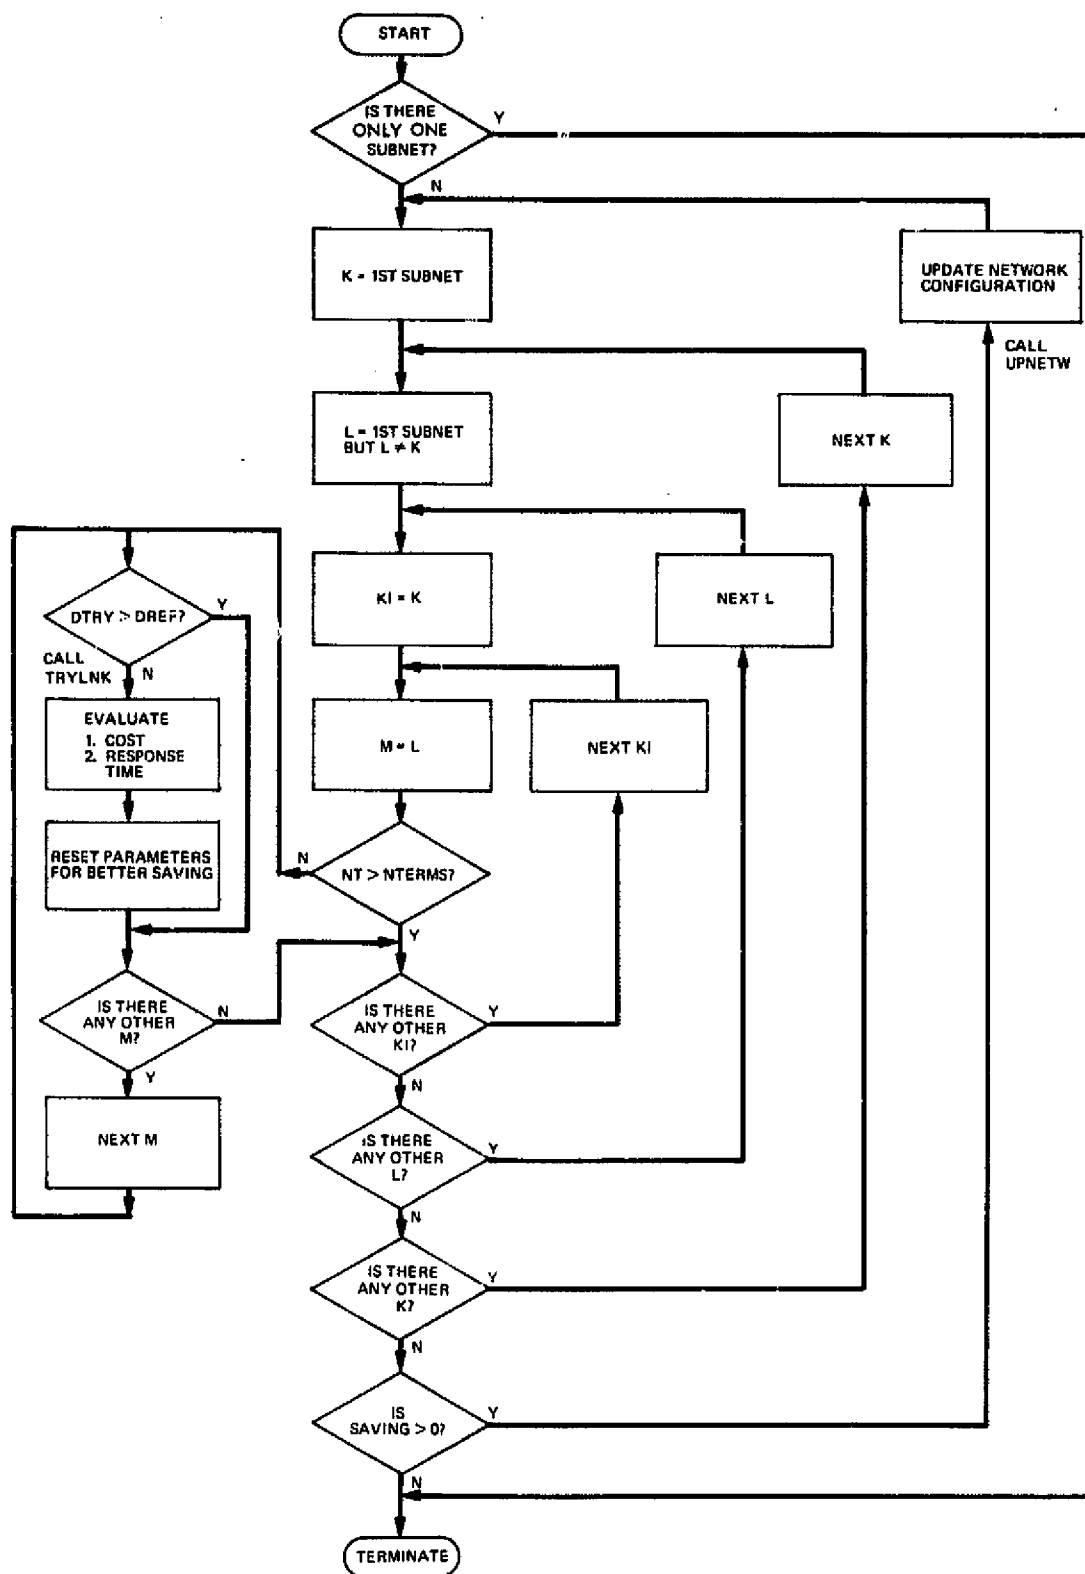 START
IS THERE
ONLY ONE
SUBNET?
Y
N
K = 1ST SUBNET
UPDATE NETWORK
CONFIGURATION
CALL
UPNETW
L = 1ST SUBNET
BUT L ≠ K
NEXT K
KI = K
NEXT L
DTRY > DREF?
Y
CALL
TRYLNK
N
EVALUATE
1. COST
2. RESPONSE
TIME
M = L
NEXT KI
RESET PARAMETERS
FOR BETTER SAVING
N
NT > NTERMS?
Y
IS THERE
ANY OTHER
M?
N
Y
IS THERE
ANY OTHER
KI?
Y
N
NEXT M
IS THERE
ANY OTHER
L?
Y
N
IS THERE
ANY OTHER
K?
Y
N
IS
SAVING > 0?
Y
N
TERMINATE